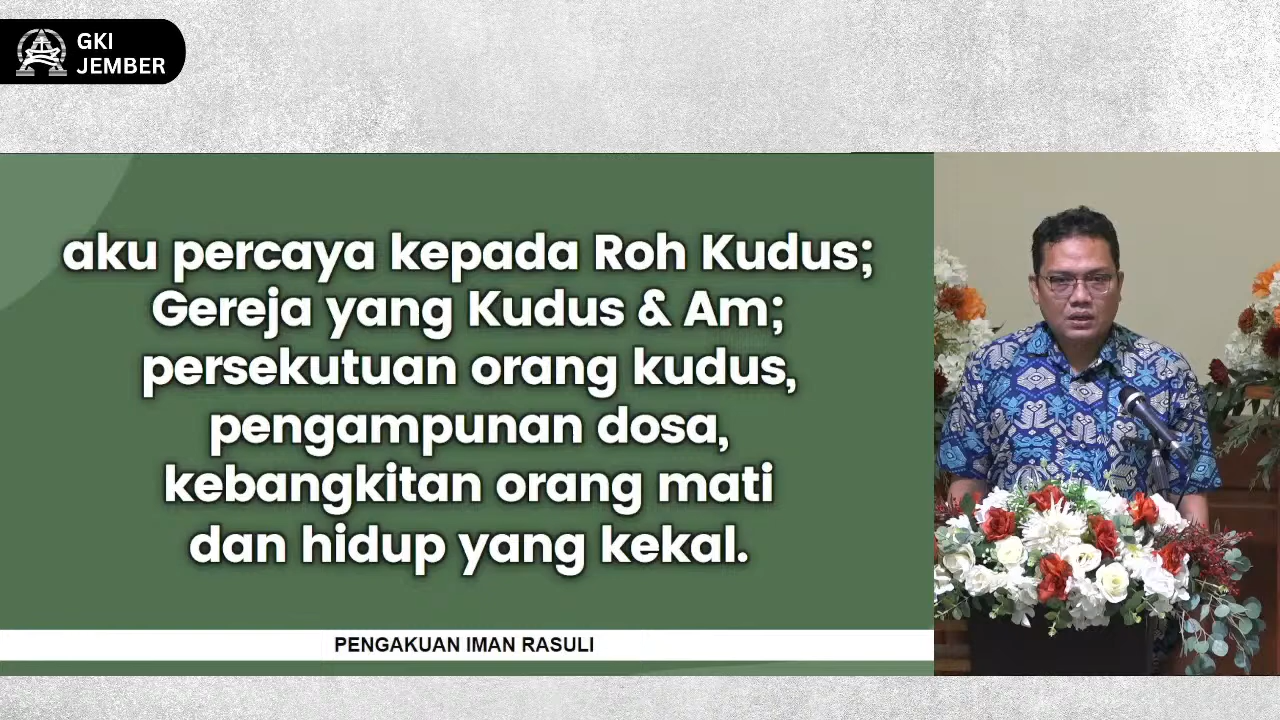 GKI
JEMBER
aku percaya kepada Roh Kudus;
Gereja yang Kudus & Am;
persekutuan orang kudus,
pengampunan dosa,
kebangkitan orang mati
dan hidup yang kekal.
PENGAKUAN IMAN RASULI